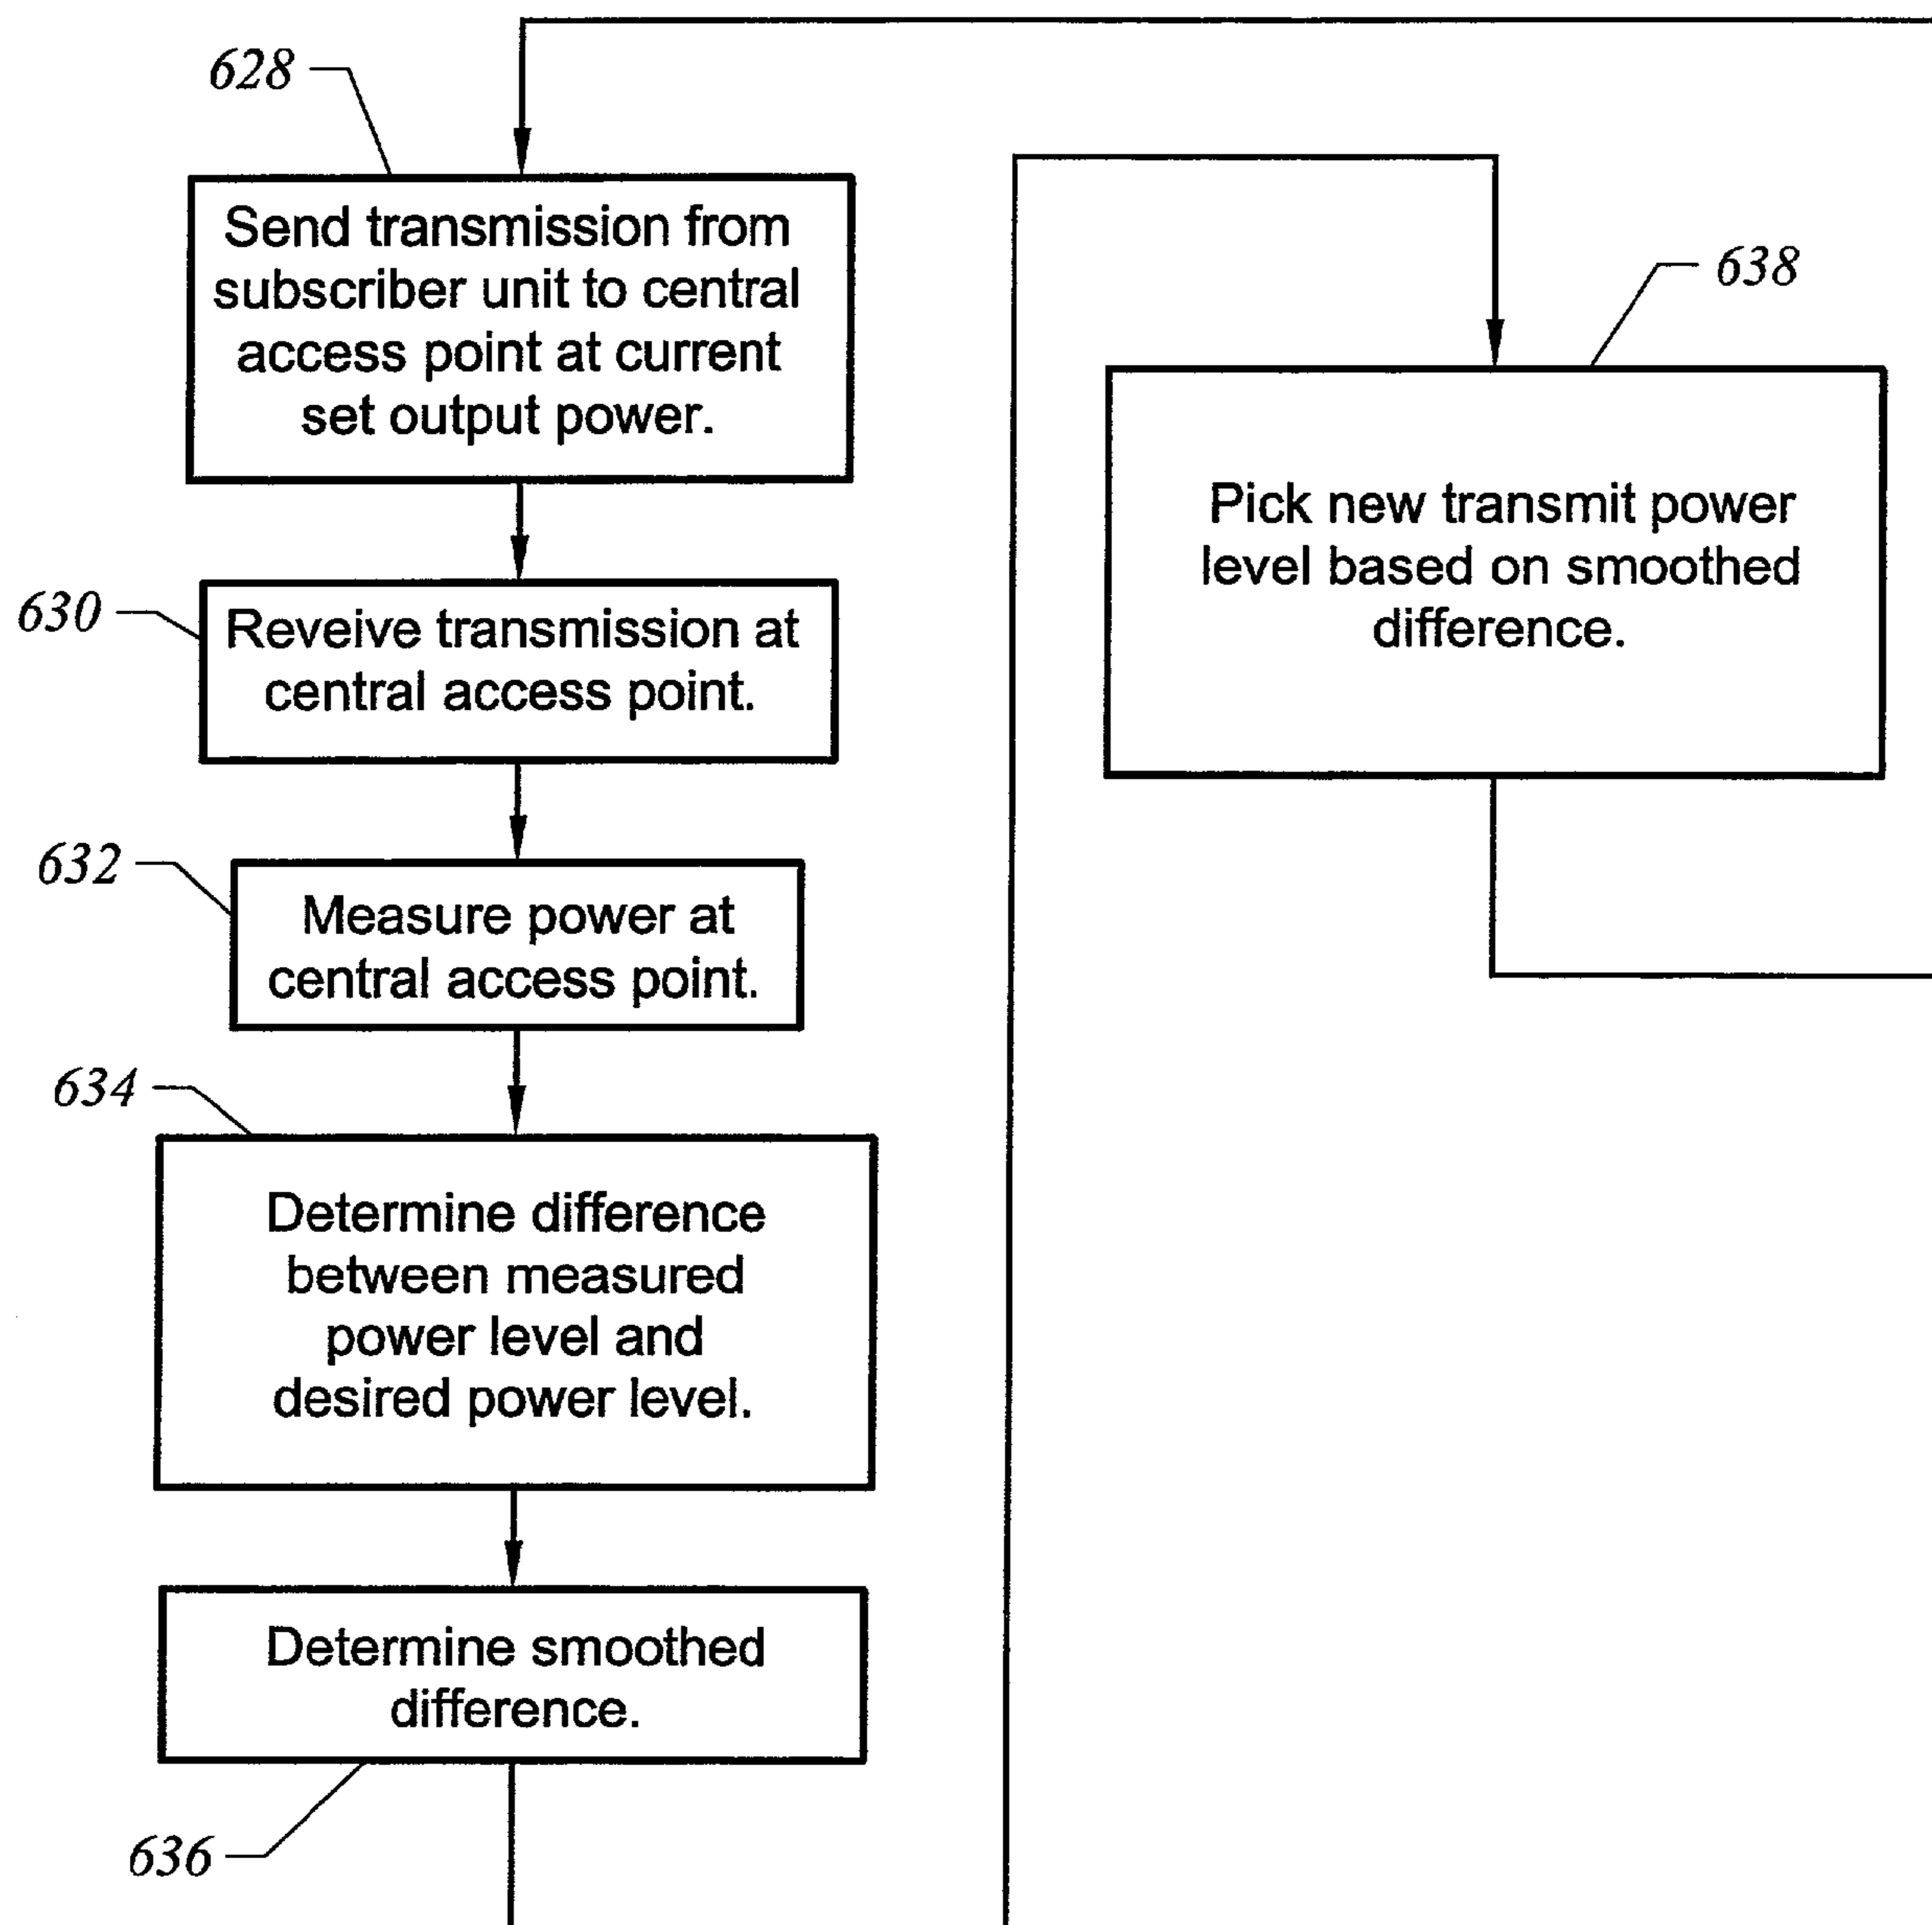 628
Send transmission from
subscriber unit to central
access point at current
set output power.
630
Reveive transmission at
central access point.
632
Measure power at
central access point.
634
Determine difference
between measured
power level and
desired power level.
Determine smoothed
difference.
636
638
Pick new transmit power
level based on smoothed
difference.